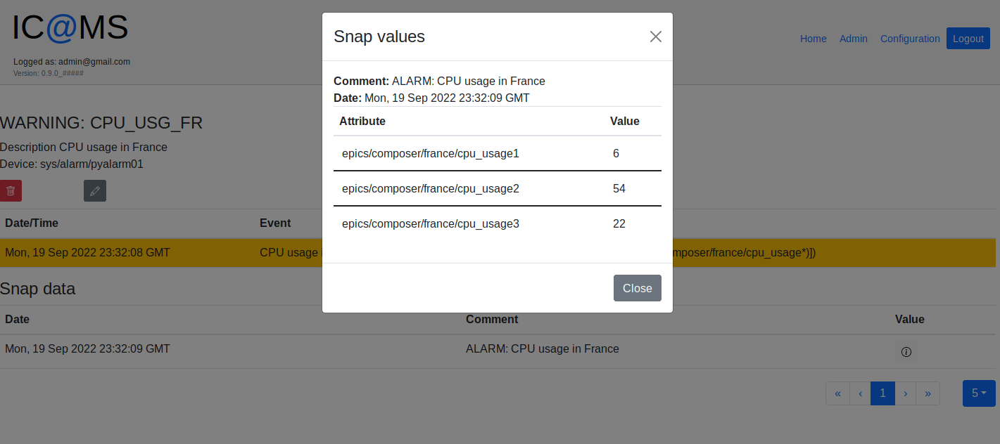 IC@MS
Logged as: admin@gmail.com
Version: 0.9.0_#####
Home Admin Configuration Logout
Snap values
Comment: ALARM: CPU usage in France
Date: Mon, 19 Sep 2022 23:32:09 GMT
Attribute Value
epics/composer/france/cpu_usage1 6
epics/composer/france/cpu_usage2 54
epics/composer/france/cpu_usage3 22
Close
WARNING: CPU_USG_FR
Description CPU usage in France
Device: sys/alarm/pyalarm01
Date/Time Event
Mon, 19 Sep 2022 23:32:08 GMT CPU usage mposer/france/cpu_usage*)])
Snap data
Date Comment Value
Mon, 19 Sep 2022 23:32:09 GMT ALARM: CPU usage in France
« ‹ 1 › » 5